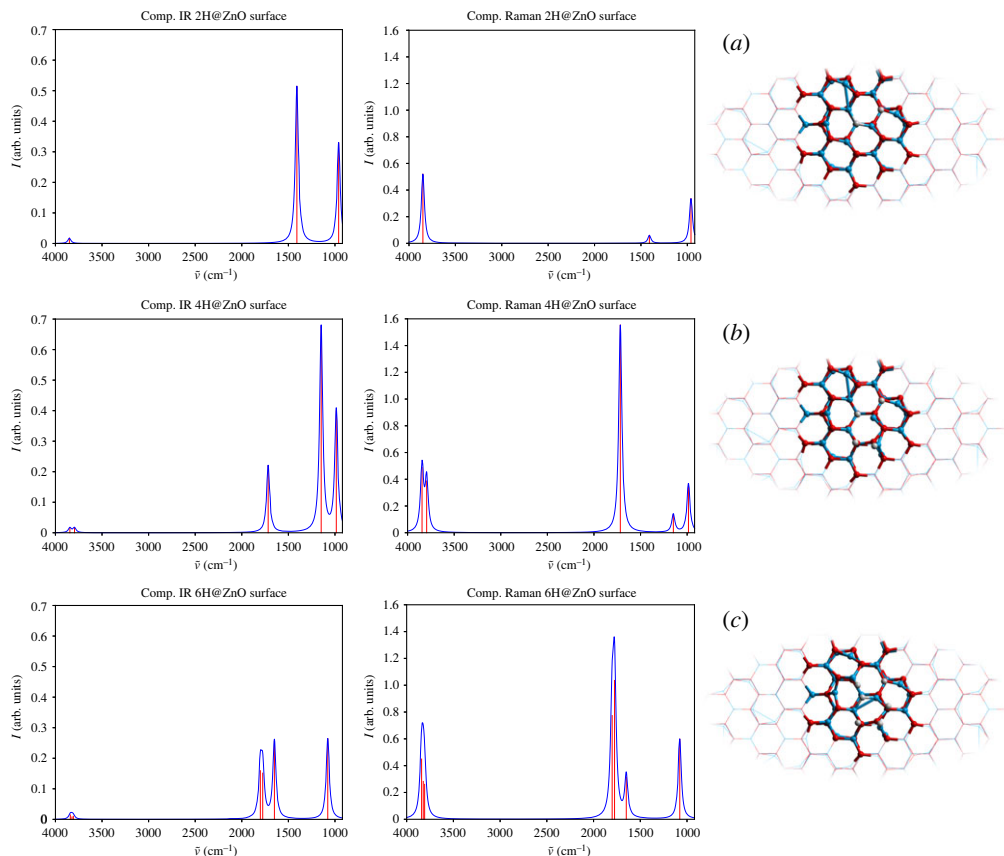 Comp. IR 2H@ZnO surface
0.7
0.6
0.5
0.4
0.3
0.2
0.1
0
I (arb. units)
4000 3500 3000 2500 2000 1500 1000
ṽ (cm–1)
Comp. Raman 2H@ZnO surface
1.6
1.4
1.2
1.0
0.8
0.6
0.4
0.2
0
I (arb. units)
4000 3500 3000 2500 2000 1500 1000
ṽ (cm–1)
(a)
Comp. IR 4H@ZnO surface
0.7
0.6
0.5
0.4
0.3
0.2
0.1
0
I (arb. units)
4000 3500 3000 2500 2000 1500 1000
ṽ (cm–1)
Comp. Raman 4H@ZnO surface
1.6
1.4
1.2
1.0
0.8
0.6
0.4
0.2
0
I (arb. units)
4000 3500 3000 2500 2000 1500 1000
ṽ (cm–1)
(b)
Comp. IR 6H@ZnO surface
0.7
0.6
0.5
0.4
0.3
0.2
0.1
0
I (arb. units)
4000 3500 3000 2500 2000 1500 1000
ṽ (cm–1)
Comp. Raman 6H@ZnO surface
1.6
1.4
1.2
1.0
0.8
0.6
0.4
0.2
0
I (arb. units)
4000 3500 3000 2500 2000 1500 1000
ṽ (cm–1)
(c)